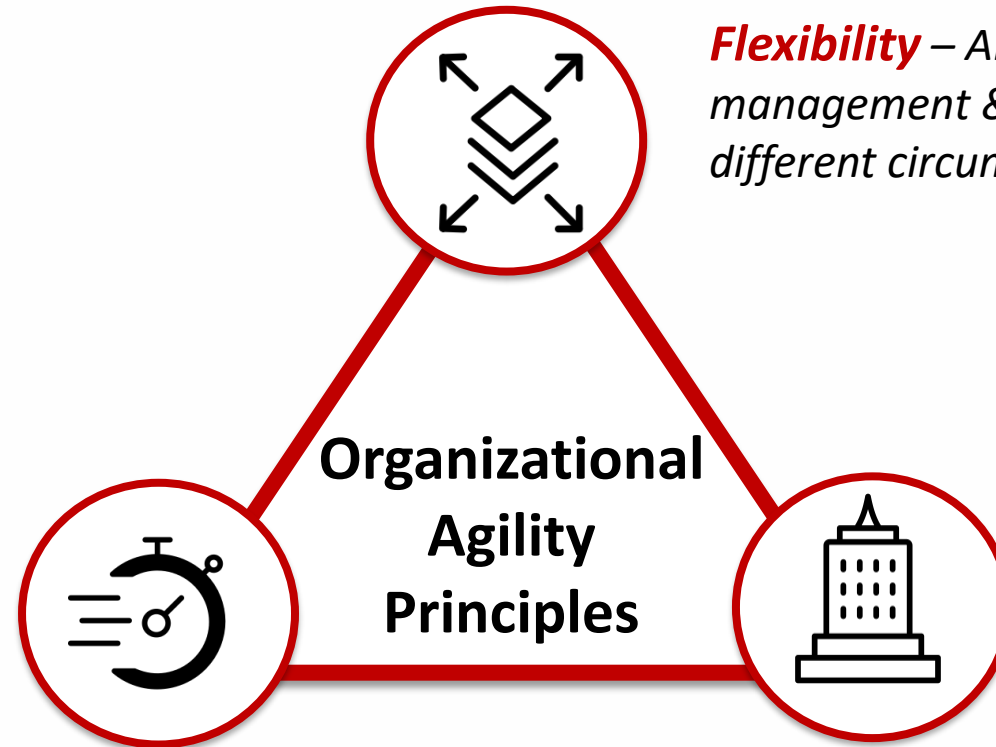 Flexibility –
management &
different
Organizational
Agility
Principles